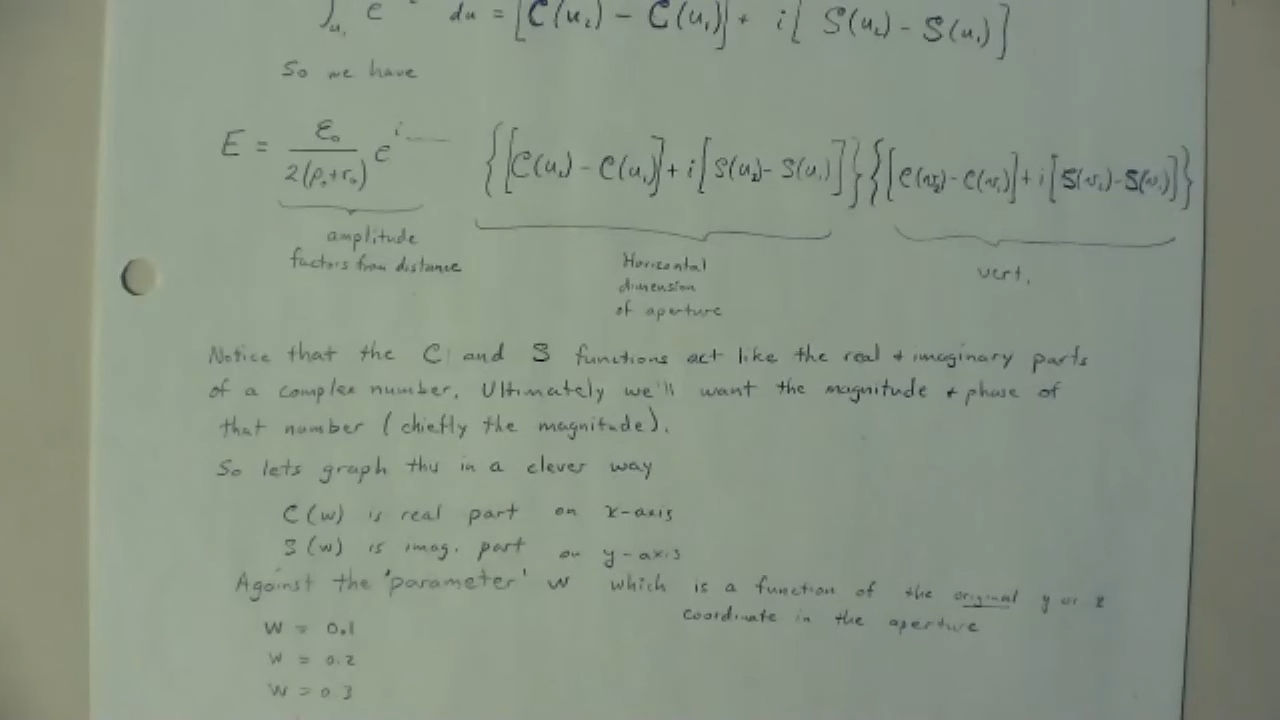 ∫u₁ e du = [C(u₂) - C(u₁)] + i[S(u₂) - S(u₁)]
So we have
E = ε₀ / 2(ρ₀+r₀) e^i {[C(u₂) - C(u₁)] + i[S(u₂) - S(u₁)]} {[C(v₂) - C(v₁)] + i[S(v₂) - S(v₁)]}
amplitude
factors from distance
Horizontal
dimension
of aperture
vert.
Notice that the C and S functions act like the real + imaginary parts
of a complex number. Ultimately we'll want the magnitude + phase of
that number (chiefly the magnitude).
So lets graph this in a clever way
C(w) is real part on x-axis
S(w) is imag. part on y-axis
Against the 'parameter' w which is a function of the original y or z
coordinate in the aperture
W = 0.1
W = 0.2
W = 0.3